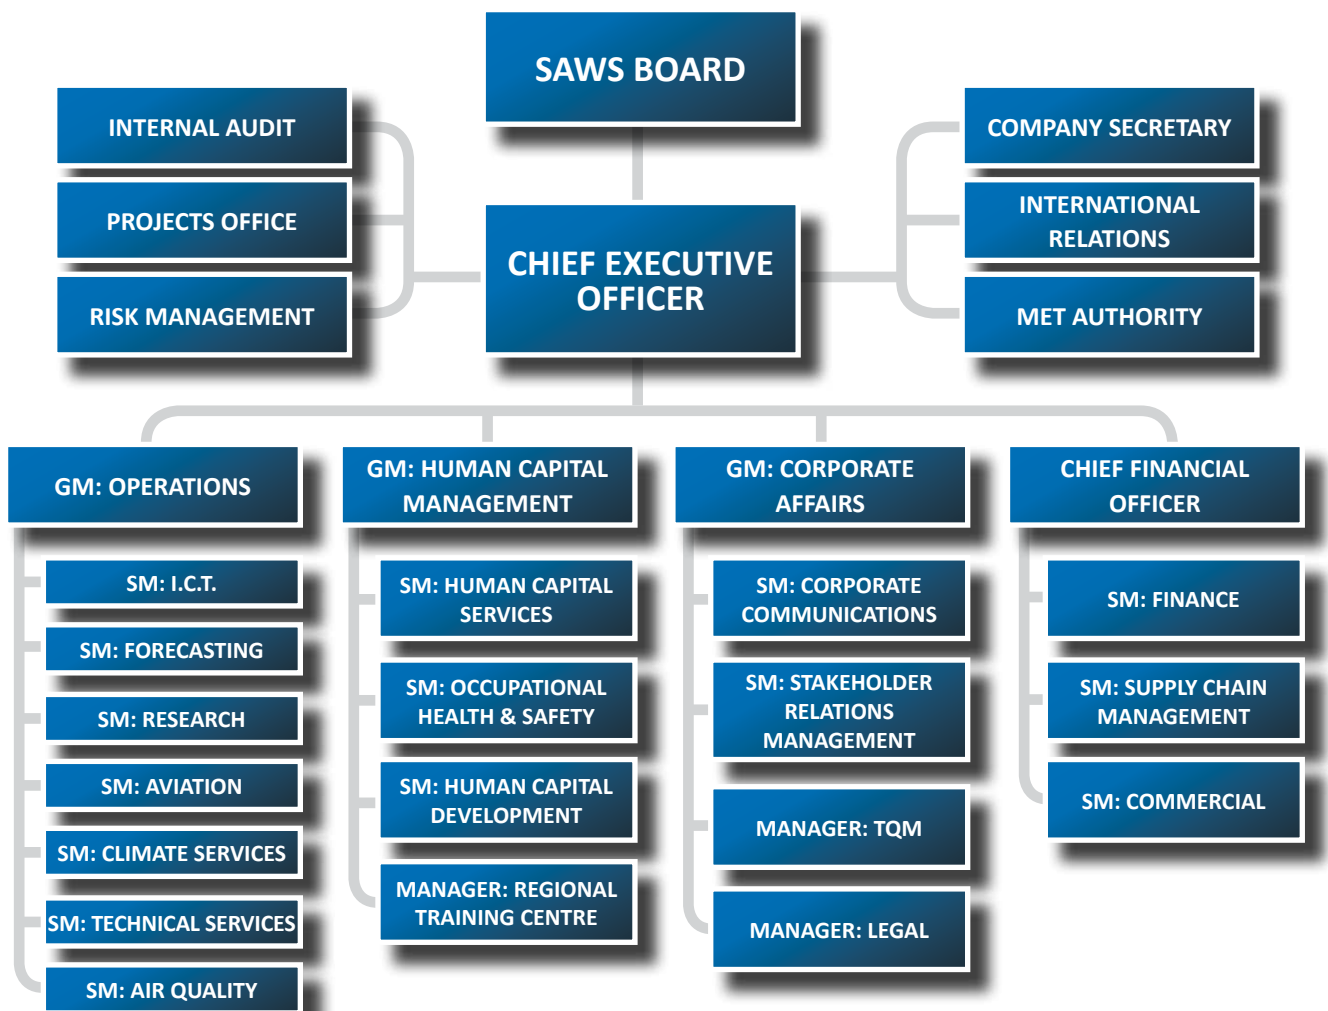 SAWS BOARD
INTERNAL AUDIT
PROJECTS OFFICE
RISK MANAGEMENT
CHIEF EXECUTIVE
OFFICER
COMPANY SECRETARY
INTERNATIONAL
RELATIONS
MET AUTHORITY
GM: OPERATIONS
SM: I.C.T.
SM: FORECASTING
SM: RESEARCH
SM: AVIATION
SM: CLIMATE SERVICES
SM: TECHNICAL SERVICES
SM: AIR QUALITY
GM: HUMAN CAPITAL
MANAGEMENT
SM: HUMAN CAPITAL
SERVICES
SM: OCCUPATIONAL
HEALTH & SAFETY
SM: HUMAN CAPITAL
DEVELOPMENT
MANAGER: REGIONAL
TRAINING CENTRE
GM: CORPORATE
AFFAIRS
SM: CORPORATE
COMMUNICATIONS
SM: STAKEHOLDER
RELATIONS
MANAGEMENT
MANAGER: TQM
MANAGER: LEGAL
CHIEF FINANCIAL
OFFICER
SM: FINANCE
SM: SUPPLY CHAIN
MANAGEMENT
SM: COMMERCIAL